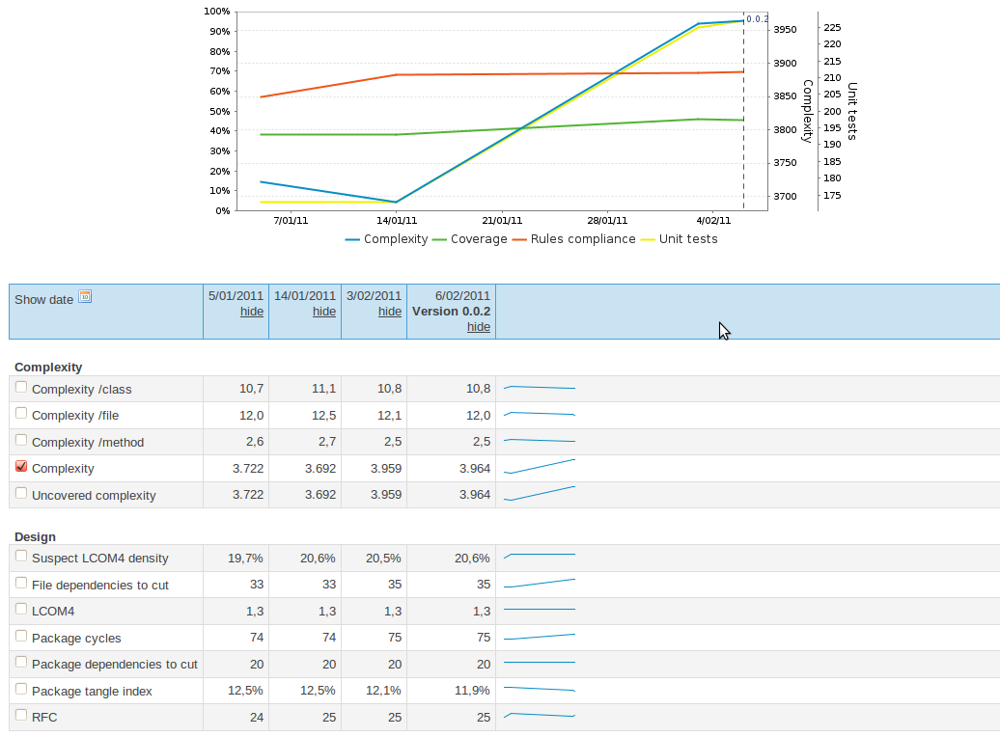 100%
90%
80%
70%
60%
50%
40%
30%
20%
10%
0%
0.0.2
3950
3900
3850
3800
3750
3700
Complexity
225
220
215
210
205
200
195
190
185
180
175
Unit tests
7/01/11 14/01/11 21/01/11 28/01/11 4/02/11
Complexity Coverage Rules compliance Unit tests
Show date 5/01/2011 14/01/2011 3/02/2011 6/02/2011
hide hide hide Version 0.0.2
hide
Complexity
Complexity /class 10,7 11,1 10,8 10,8
Complexity /file 12,0 12,5 12,1 12,0
Complexity /method 2,6 2,7 2,5 2,5
Complexity 3.722 3.692 3.959 3.964
Uncovered complexity 3.722 3.692 3.959 3.964
Design
Suspect LCOM4 density 19,7% 20,6% 20,5% 20,6%
File dependencies to cut 33 33 35 35
LCOM4 1,3 1,3 1,3 1,3
Package cycles 74 74 75 75
Package dependencies to cut 20 20 20 20
Package tangle index 12,5% 12,5% 12,1% 11,9%
RFC 24 25 25 25